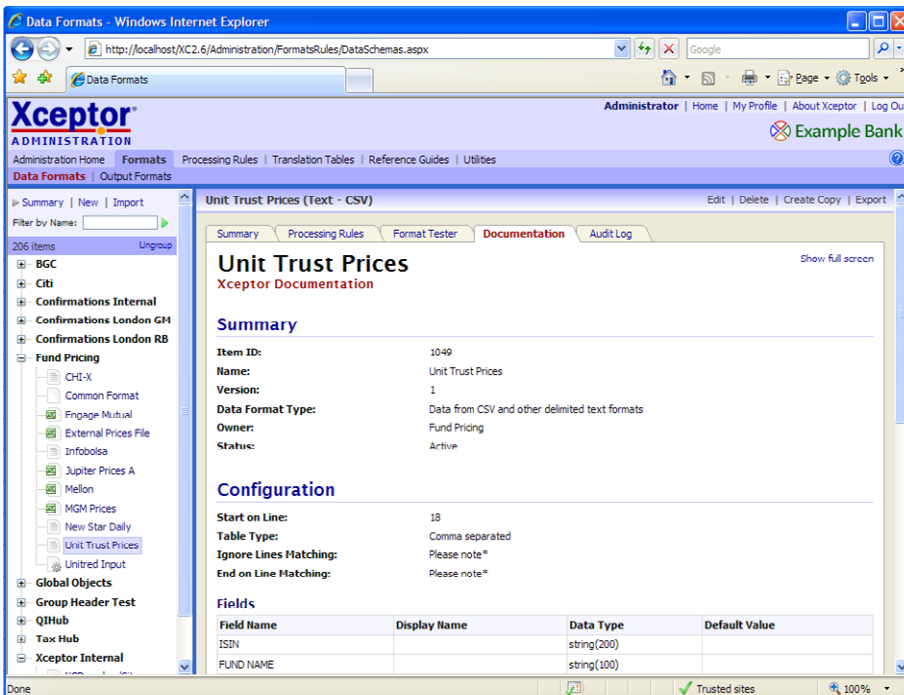 Data Formats - Windows Internet Explorer
http://localhost/XC2.6/Administration/FormatsRules/DataSchemas.aspx
Google
Data Formats
Page Tools
Xceptor
ADMINISTRATION
Administrator | Home | My Profile | About Xceptor | Log Ou
Example Bank
Administration Home Formats Processing Rules | Translation Tables | Reference Guides | Utilities
Data Formats | Output Formats
Summary | New | Import
Filter by Name:
206 items Ungroup
BGC
Citi
Confirmations Internal
Confirmations London GM
Confirmations London RB
Fund Pricing
CHI-X
Common Format
Engage Mutual
External Prices File
Infobolsa
Jupiter Prices A
Mellon
MGM Prices
New Star Daily
Unit Trust Prices
Unitred Input
Global Objects
Group Header Test
QIHub
Tax Hub
Xceptor Internal
Unit Trust Prices (Text - CSV)
Edit | Delete | Create Copy | Export
Summary Processing Rules Format Tester Documentation Audit Log
Show full screen
Unit Trust Prices
Xceptor Documentation
Summary
Item ID: 1049
Name: Unit Trust Prices
Version: 1
Data Format Type: Data from CSV and other delimited text formats
Owner: Fund Pricing
Status: Active
Configuration
Start on Line: 18
Table Type: Comma separated
Ignore Lines Matching: Please note*
End on Line Matching: Please note*
Fields
Field Name Display Name Data Type Default Value
ISIN string(200)
FUND NAME string(100)
Done
Trusted sites
100%